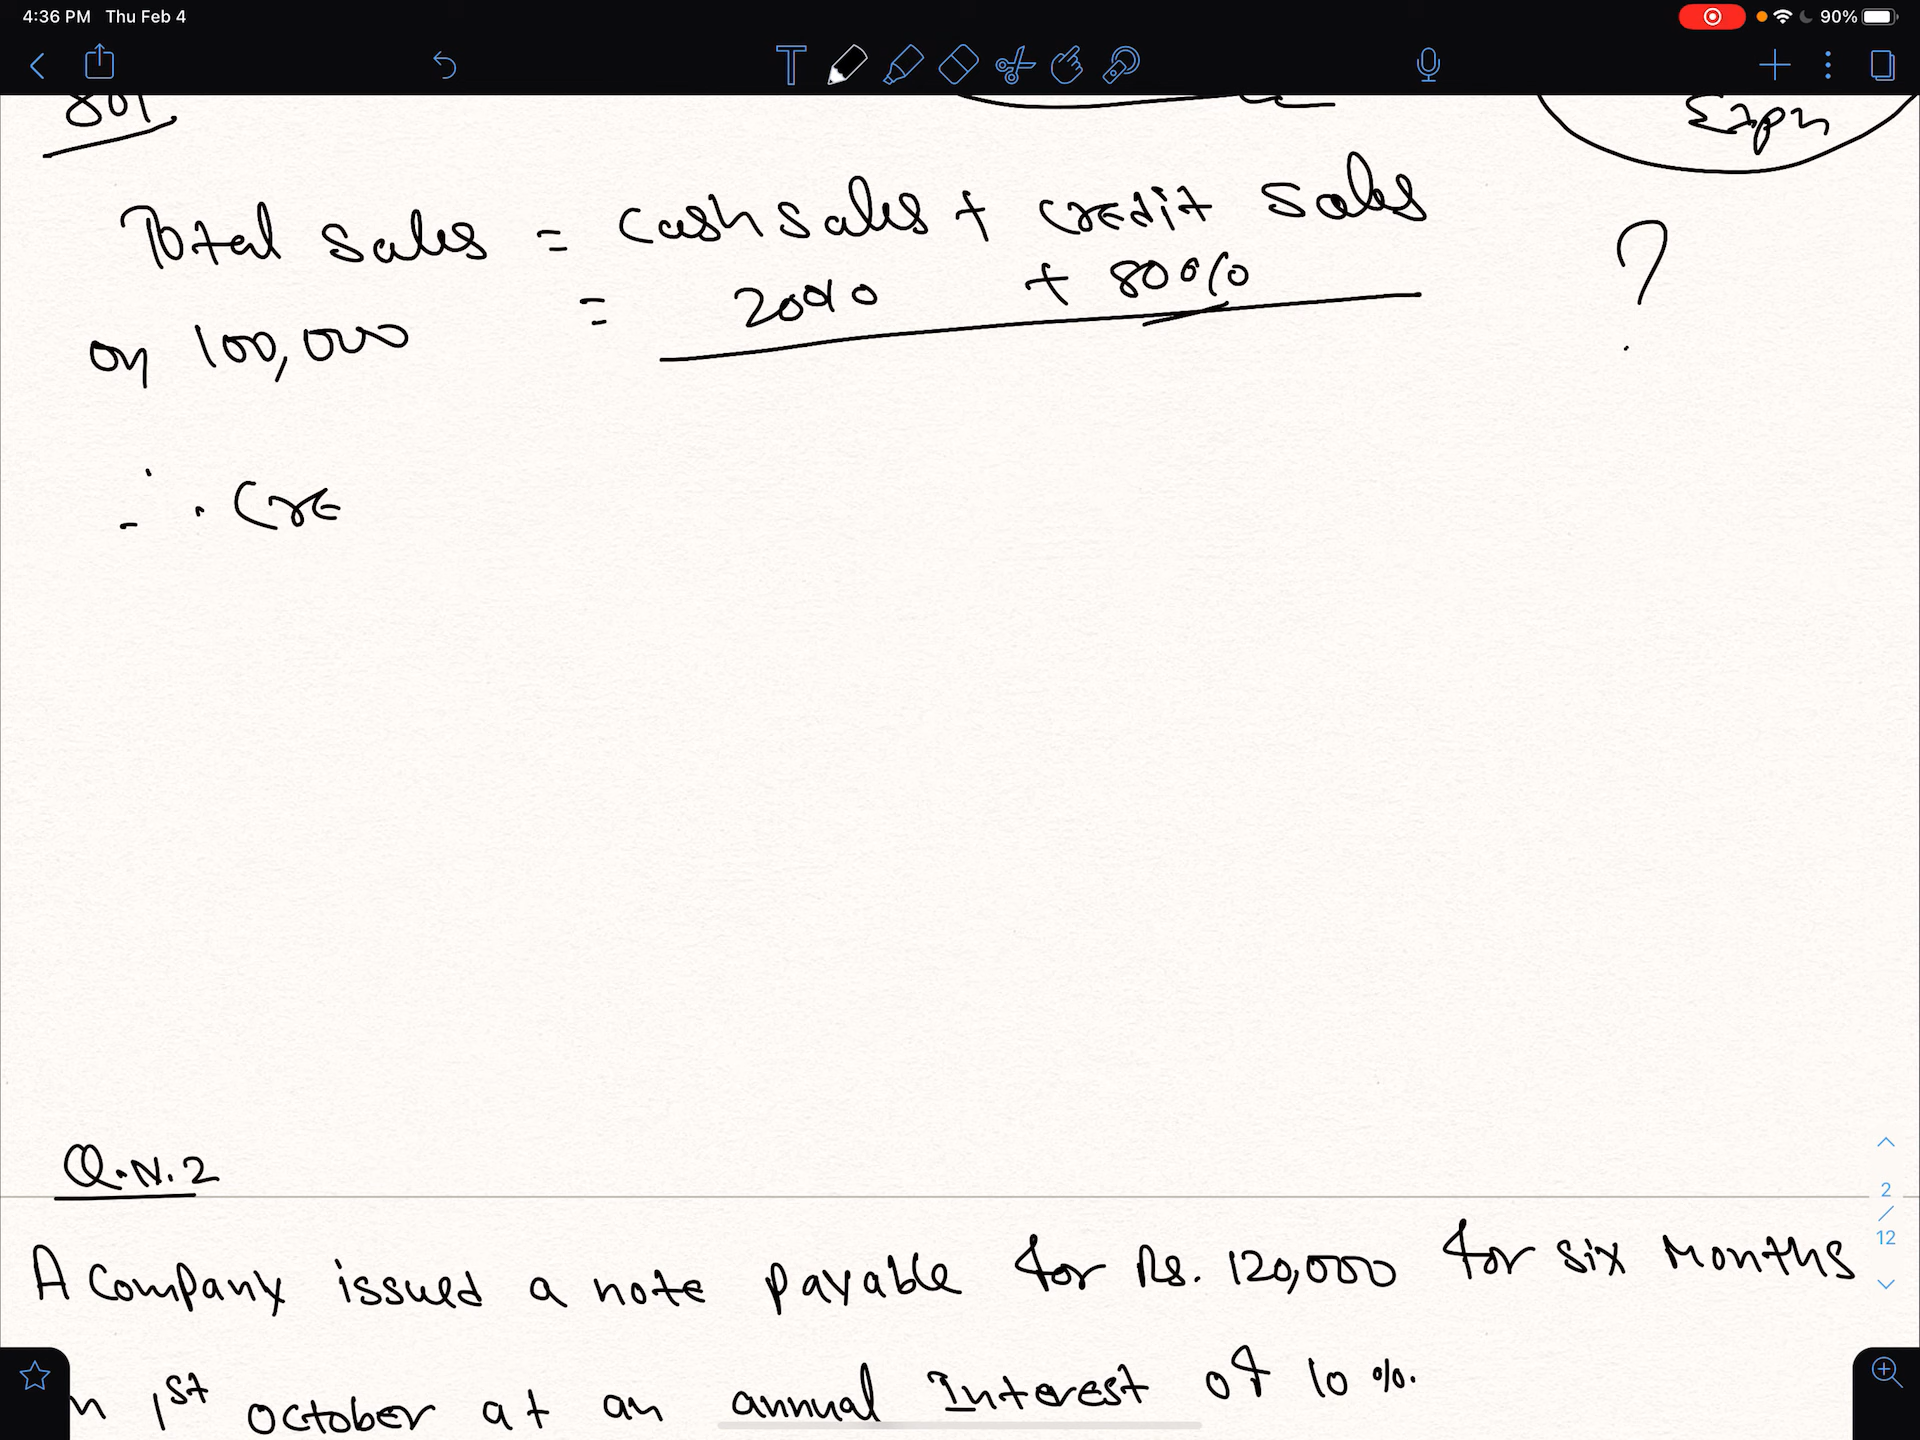 4:36 PM Thu Feb 4 90%
T
80%
Total sales = cash sales + credit sales
= 20% + 80%
?
or 100,000
∴ Cre
Q.N.2
2
/
12
A company issued a note payable for Rs. 120,000 for six months
n 1st october at an annual Interest of 10%.